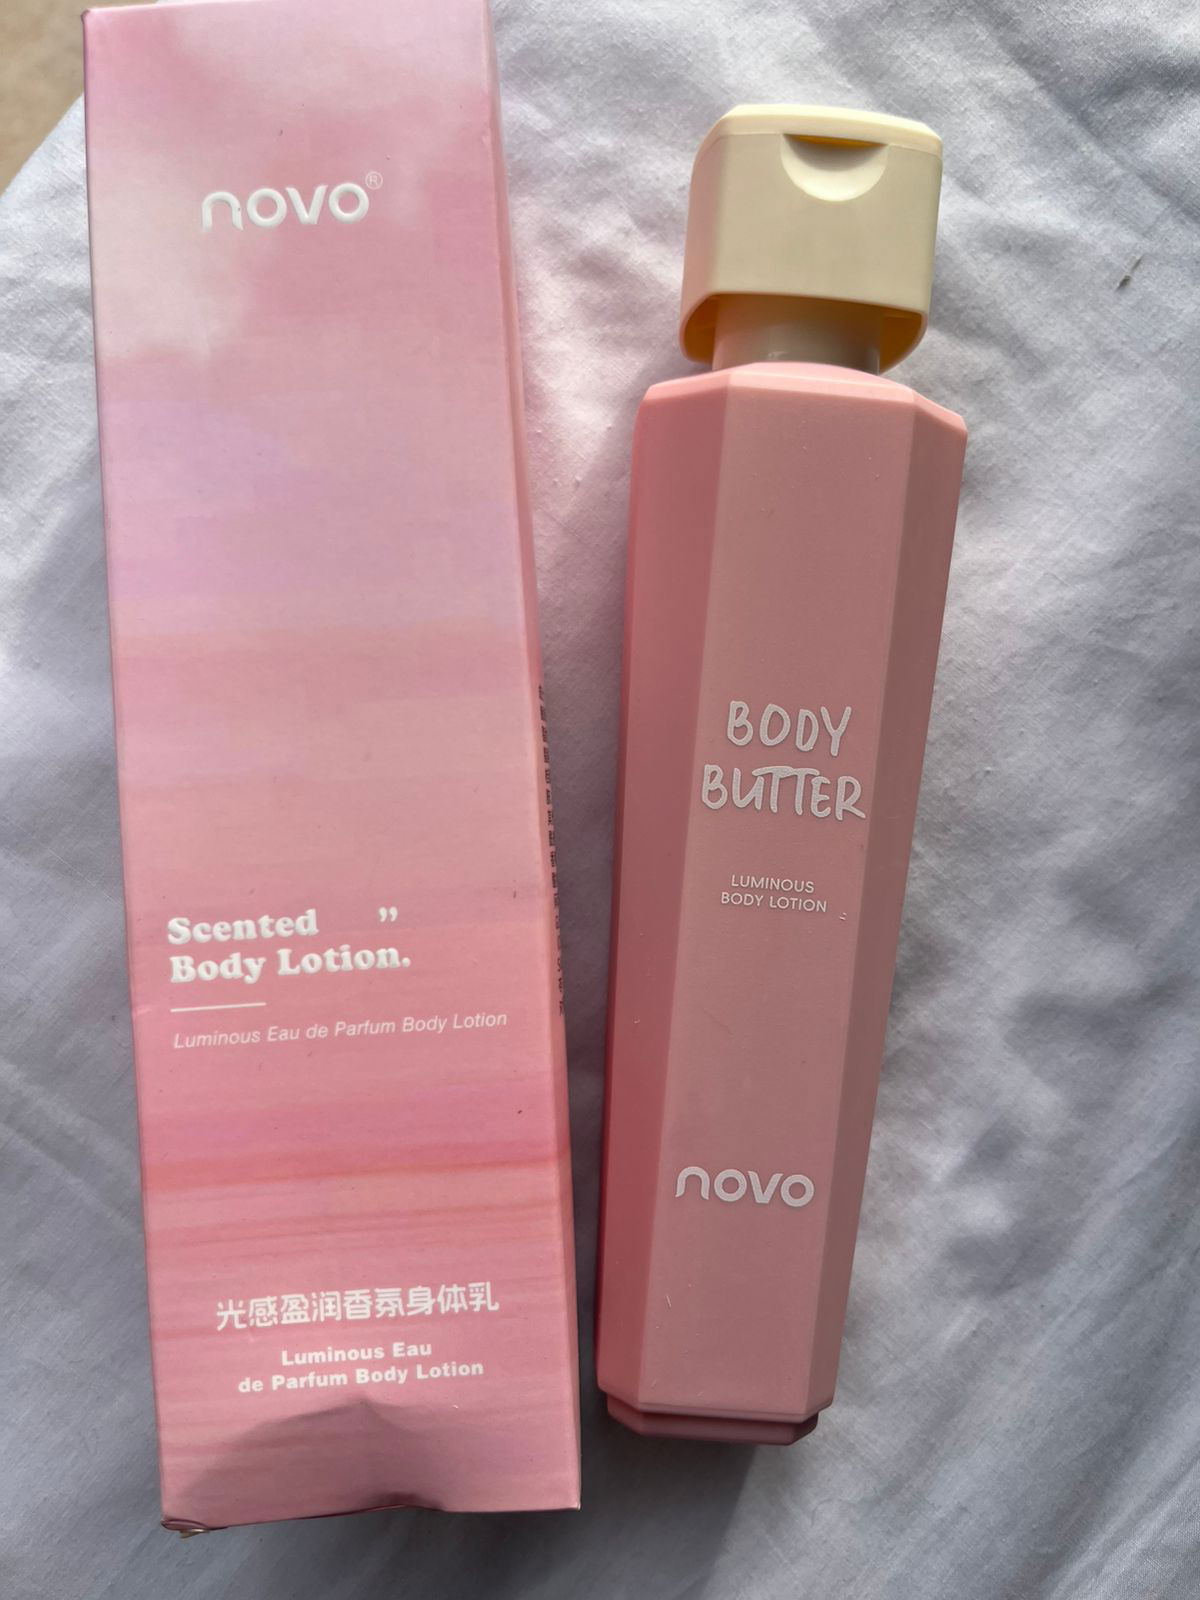 novo®
Scented ”
Body Lotion.
Luminous Eau de Parfum Body Lotion
光感盈润香氛身体乳
Luminous Eau
de Parfum Body Lotion
BODY
BUTTER
LUMINOUS
BODY LOTION
novo